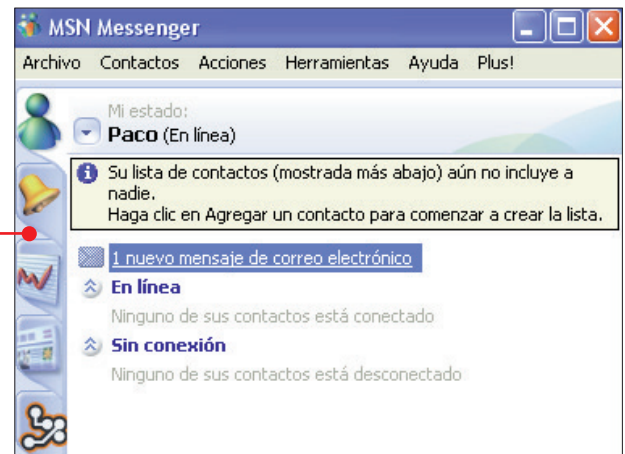 MSN Messenger
Archivo Contactos Acciones Herramientas Ayuda Plus!
Mi estado:
Paco (En línea)
Su lista de contactos (mostrada más abajo) aún no incluye a
nadie.
Haga clic en Agregar un contacto para comenzar a crear la lista.
1 nuevo mensaje de correo electrónico
En línea
Ninguno de sus contactos está conectado
Sin conexión
Ninguno de sus contactos está desconectado